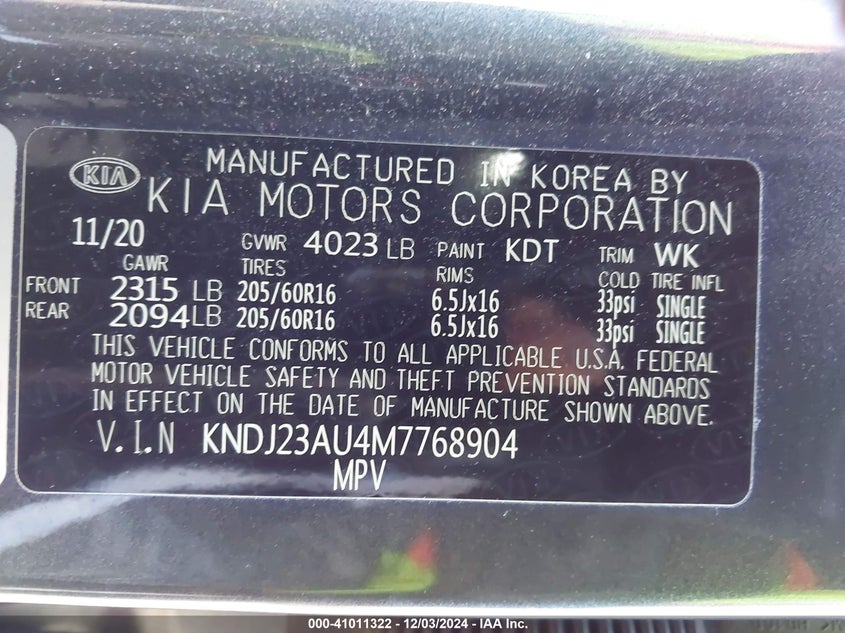 KIA
MANUFACTURED IN KOREA BY
KIA MOTORS CORPORATION
11/20 GVWR 4023 LB PAINT KDT TRIM WK
GAWR TIRES RIMS COLD TIRE INFL
FRONT 2315 LB 205/60R16 6.5Jx16 33psi SINGLE
REAR 2094 LB 205/60R16 6.5Jx16 33psi SINGLE
THIS VEHICLE CONFORMS TO ALL APPLICABLE U.S.A. FEDERAL
MOTOR VEHICLE SAFETY AND THEFT PREVENTION STANDARDS
IN EFFECT ON THE DATE OF MANUFACTURE SHOWN ABOVE.
V.I.N KNDJ23AU4M7768904
MPV
000-41011322 - 12/03/2024 - IAA Inc.